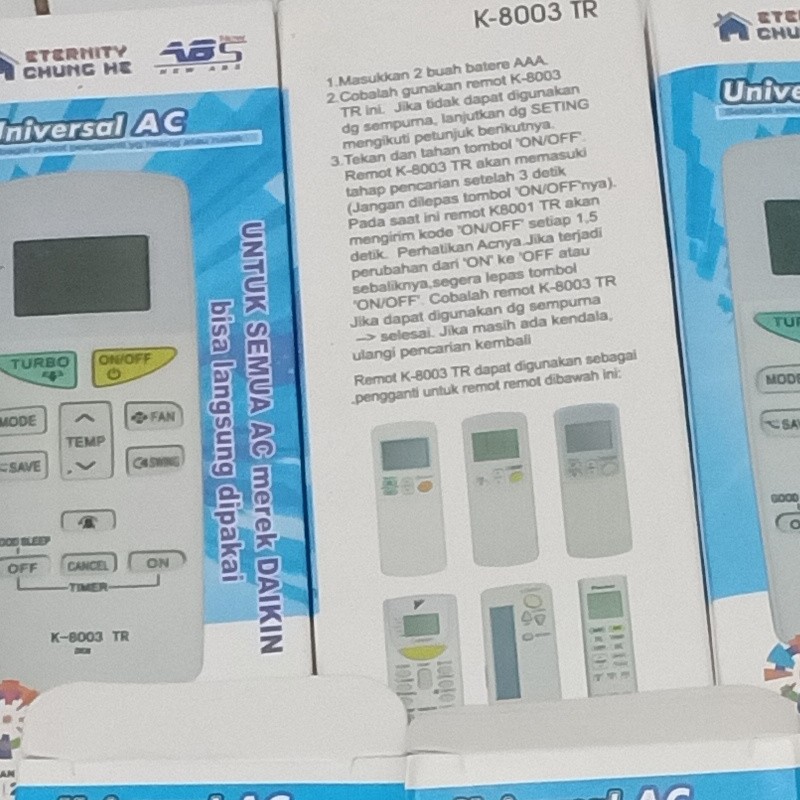 ETERNITY
CHUNG HE
ABS
New
NEW ABS
Universal AC
UNTUK SEMUA AC merek DAIKIN
bisa langsung dipakai
TURBO
ON/OFF
MODE
TEMP
FAN
SAVE
SWING
OFF
CANCEL
ON
TIMER
K-8003 TR
K-8003 TR
1.Masukkan 2 buah batere AAA.
2.Cobalah gunakan remot K-8003
TR ini. Jika tidak dapat digunakan
dg sempurna, lanjutkan dg SETING
mengikuti petunjuk berikutnya.
3.Tekan dan tahan tombol 'ON/OFF'.
Remot K-8003 TR akan memasuki
tahap pencarian setelah 3 detik
(Jangan dilepas tombol 'ON/OFF'nya).
Pada saat ini remot K8001 TR akan
mengirim kode 'ON/OFF' setiap 1,5
detik. Perhatikan Acnya.Jika terjadi
perubahan dari 'ON' ke 'OFF atau
sebaliknya,segera lepas tombol
'ON/OFF'. Cobalah remot K-8003 TR
Jika dapat digunakan dg sempurna
--> selesai. Jika masih ada kendala,
ulangi pencarian kembali
Remot K-8003 TR dapat digunakan sebagai
pengganti untuk remot remot dibawah ini:
MODE
GOOD